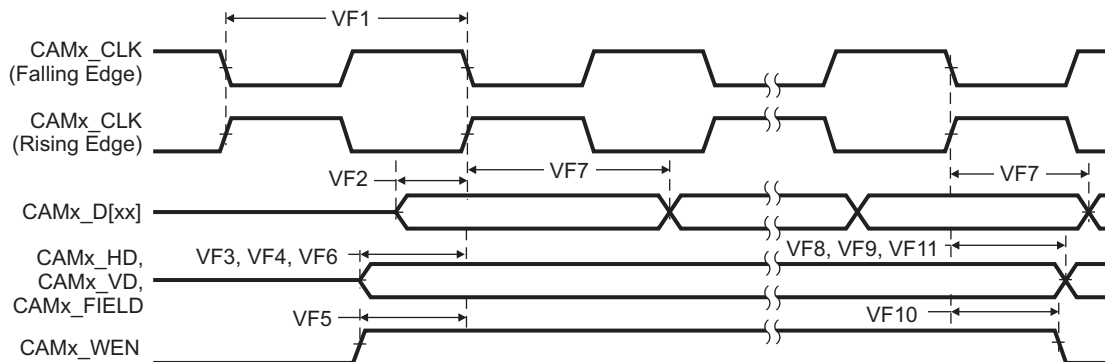 VF1
CAMx_CLK
(Falling Edge)
CAMx_CLK
(Rising Edge)
VF2
VF7
VF7
CAMx_D[xx]
CAMx_HD,
CAMx_VD,
CAMx_FIELD
VF3, VF4, VF6
VF8, VF9, VF11
VF5
VF10
CAMx_WEN